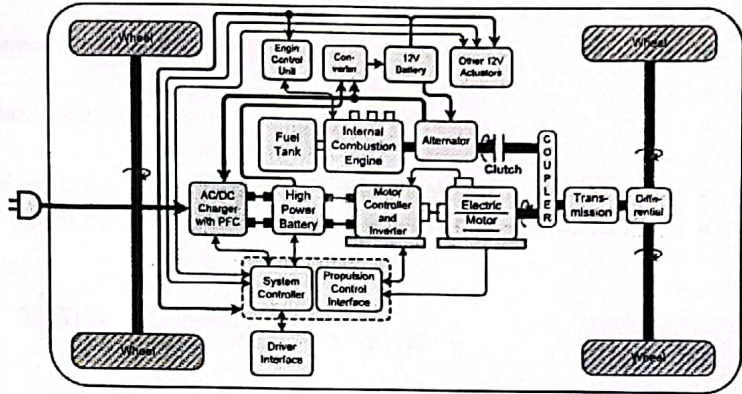 Wheel
Wheel
Engin
Control
Unit
Con-
verter
12V
Battery
Other 12V
Actuators
Fuel
Tank
Internal
Combustion
Engine
Alternator
Clutch
COUPLER
AC/DC
Charger
with PFC
High
Power
Battery
Motor
Controller
and
Inverter
Electric
Motor
Trans-
mission
Diffe-
rential
System
Controller
Propulsion
Control
Interface
Driver
Interface
Wheel
Wheel